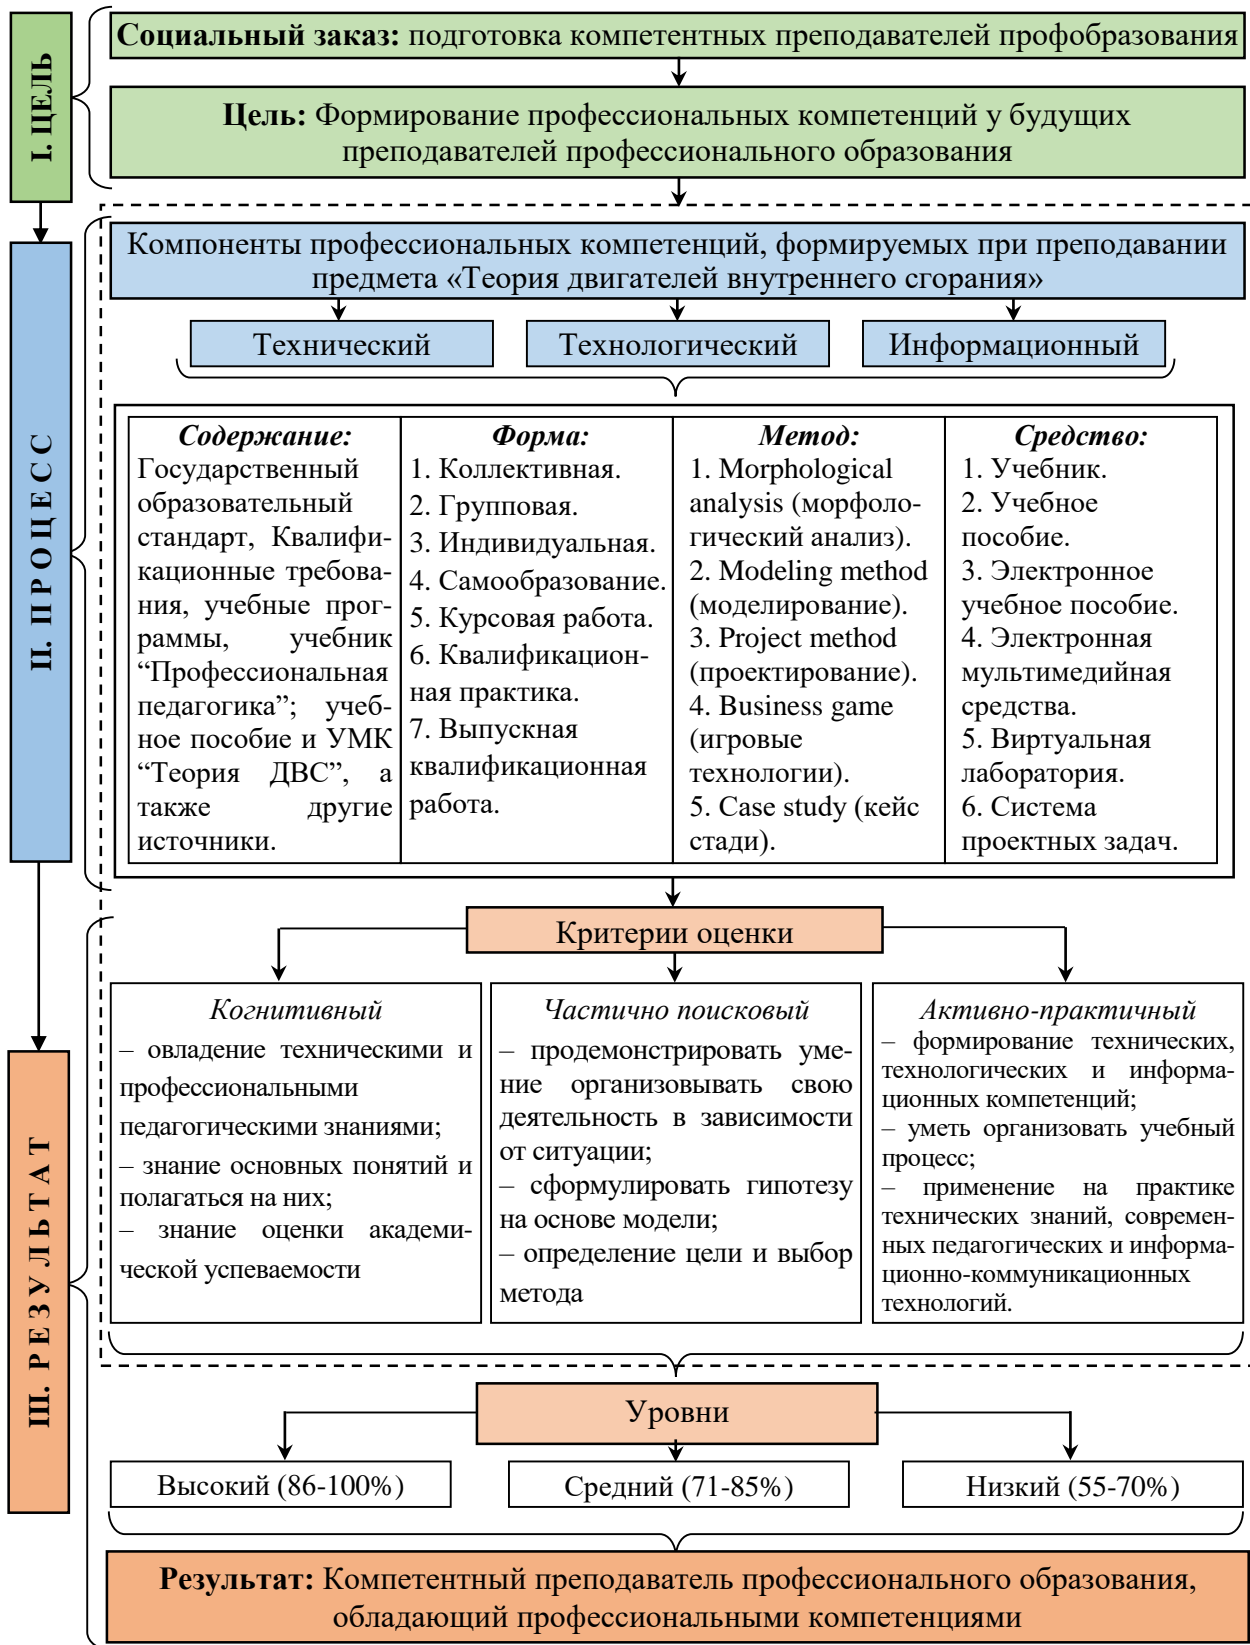 I. ЦЕЛЬ
Социальный заказ: подготовка компетентных преподавателей профобразования
Цель: Формирование профессиональных компетенций у будущих
преподавателей профессионального образования
II. ПРОЦЕСС
Компоненты профессиональных компетенций, формируемых при преподавании
предмета «Теория двигателей внутреннего сгорания»
Технический
Технологический
Информационный
Содержание:
Государственный
образовательный
стандарт, Квалифи-
кационные требова-
ния, учебные прог-
раммы, учебник
“Профессиональная
педагогика”; учеб-
ное пособие и УМК
“Теория ДВС”, а
также другие
источники.
Форма:
1. Коллективная.
2. Групповая.
3. Индивидуальная.
4. Самообразование.
5. Курсовая работа.
6. Квалификацион-
ная практика.
7. Выпускная
квалификационная
работа.
Метод:
1. Morphological
analysis (морфоло-
гический анализ).
2. Modeling method
(моделирование).
3. Project method
(проектирование).
4. Business game
(игровые
технологии).
5. Case study (кейс
стади).
Средство:
1. Учебник.
2. Учебное
пособие.
3. Электронное
учебное пособие.
4. Электронная
мультимедийная
средства.
5. Виртуальная
лаборатория.
6. Система
проектных задач.
III. РЕЗУЛЬТАТ
Критерии оценки
Когнитивный
– овладение техническими и
профессиональными
педагогическими знаниями;
– знание основных понятий и
полагаться на них;
– знание оценки академи-
ческой успеваемости
Частично поисковый
– продемонстрировать уме-
ние организовывать свою
деятельность в зависимости
от ситуации;
– сформулировать гипотезу
на основе модели;
– определение цели и выбор
метода
Активно-практичный
– формирование технических,
технологических и информа-
ционных компетенций;
– уметь организовать учебный
процесс;
– применение на практике
технических знаний, современ-
ных педагогических и информа-
ционно-коммуникационных
технологий.
Уровни
Высокий (86-100%)
Средний (71-85%)
Низкий (55-70%)
Результат: Компетентный преподаватель профессионального образования,
обладающий профессиональными компетенциями